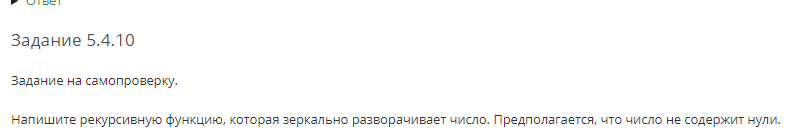 Ответ
Задание 5.4.10
Задание на самопроверку.
Напишите рекурсивную функцию, которая зеркально разворачивает число. Предполагается, что число не содержит нули.